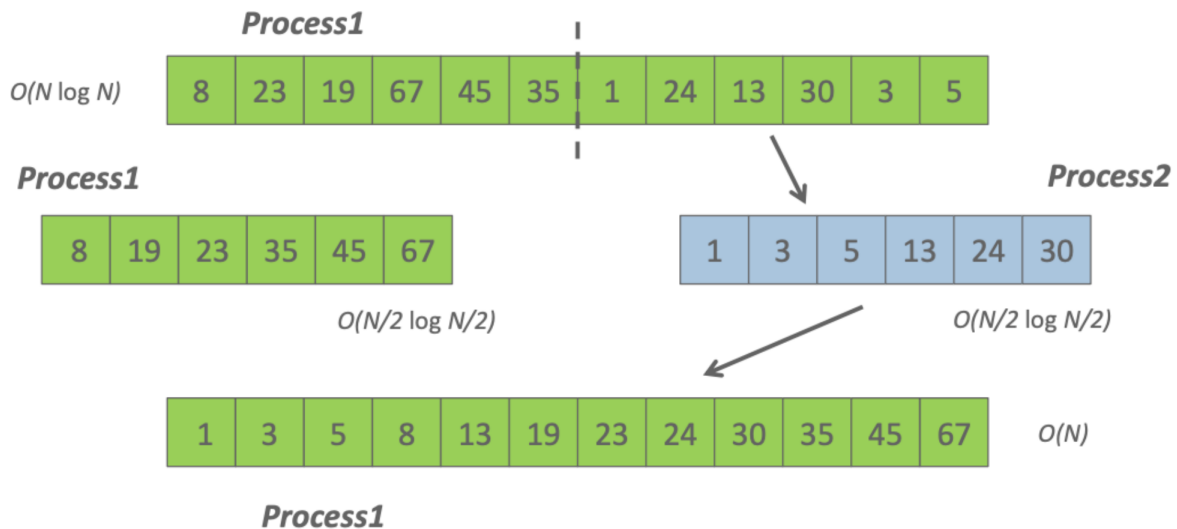 Process1
O(N log N) 8 23 19 67 45 35 1 24 13 30 3 5
Process1 Process2
8 19 23 35 45 67 1 3 5 13 24 30
O(N/2 log N/2) O(N/2 log N/2)
1 3 5 8 13 19 23 24 30 35 45 67 O(N)
Process1